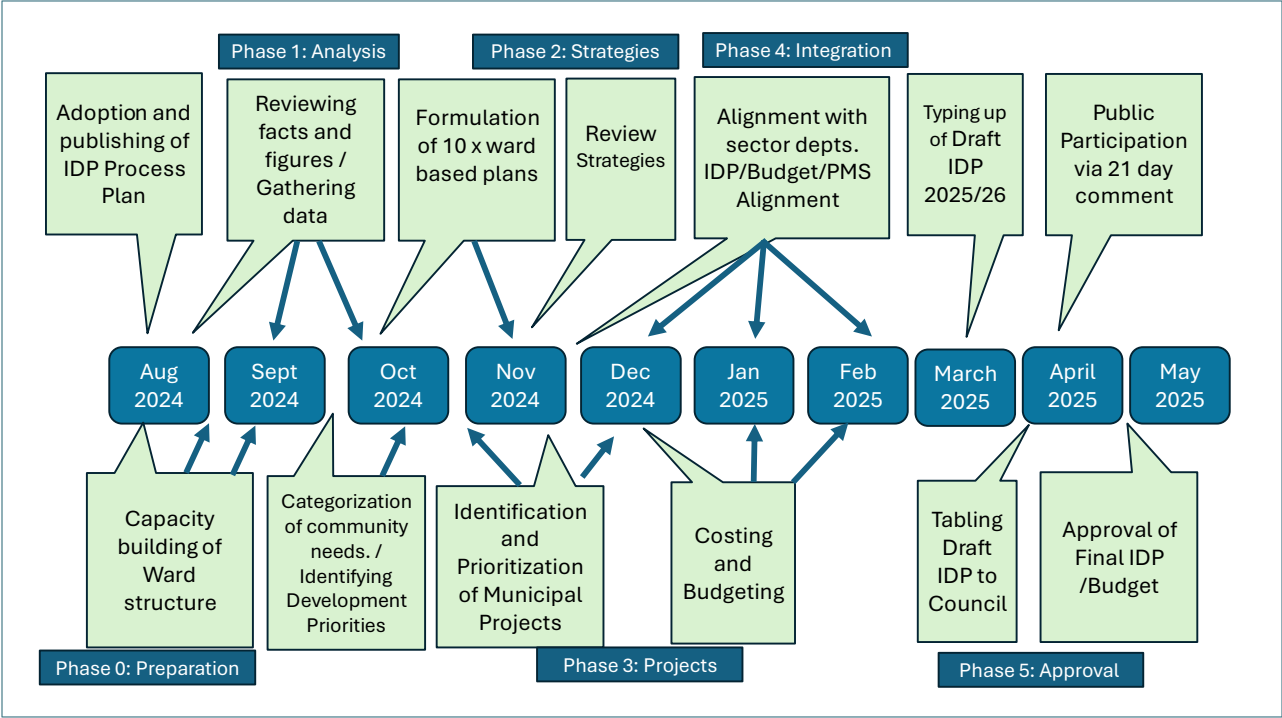 Phase 1: Analysis
Phase 2: Strategies
Phase 4: Integration
Adoption and
publishing of
IDP Process
Plan
Reviewing
facts and
figures /
Gathering
data
Formulation
of 10 x ward
based plans
Review
Strategies
Alignment with
sector depts.
IDP/Budget/PMS
Alignment
Typing up
of Draft
IDP
2025/26
Public
Participation
via 21 day
comment
Aug
2024
Sept
2024
Oct
2024
Nov
2024
Dec
2024
Jan
2025
Feb
2025
March
2025
April
2025
May
2025
Capacity
building of
Ward
structure
Categorization
of community
needs. /
Identifying
Development
Priorities
Identification
and
Prioritization
of Municipal
Projects
Costing
and
Budgeting
Tabling
Draft
IDP to
Council
Approval of
Final IDP
/Budget
Phase 0: Preparation
Phase 3: Projects
Phase 5: Approval